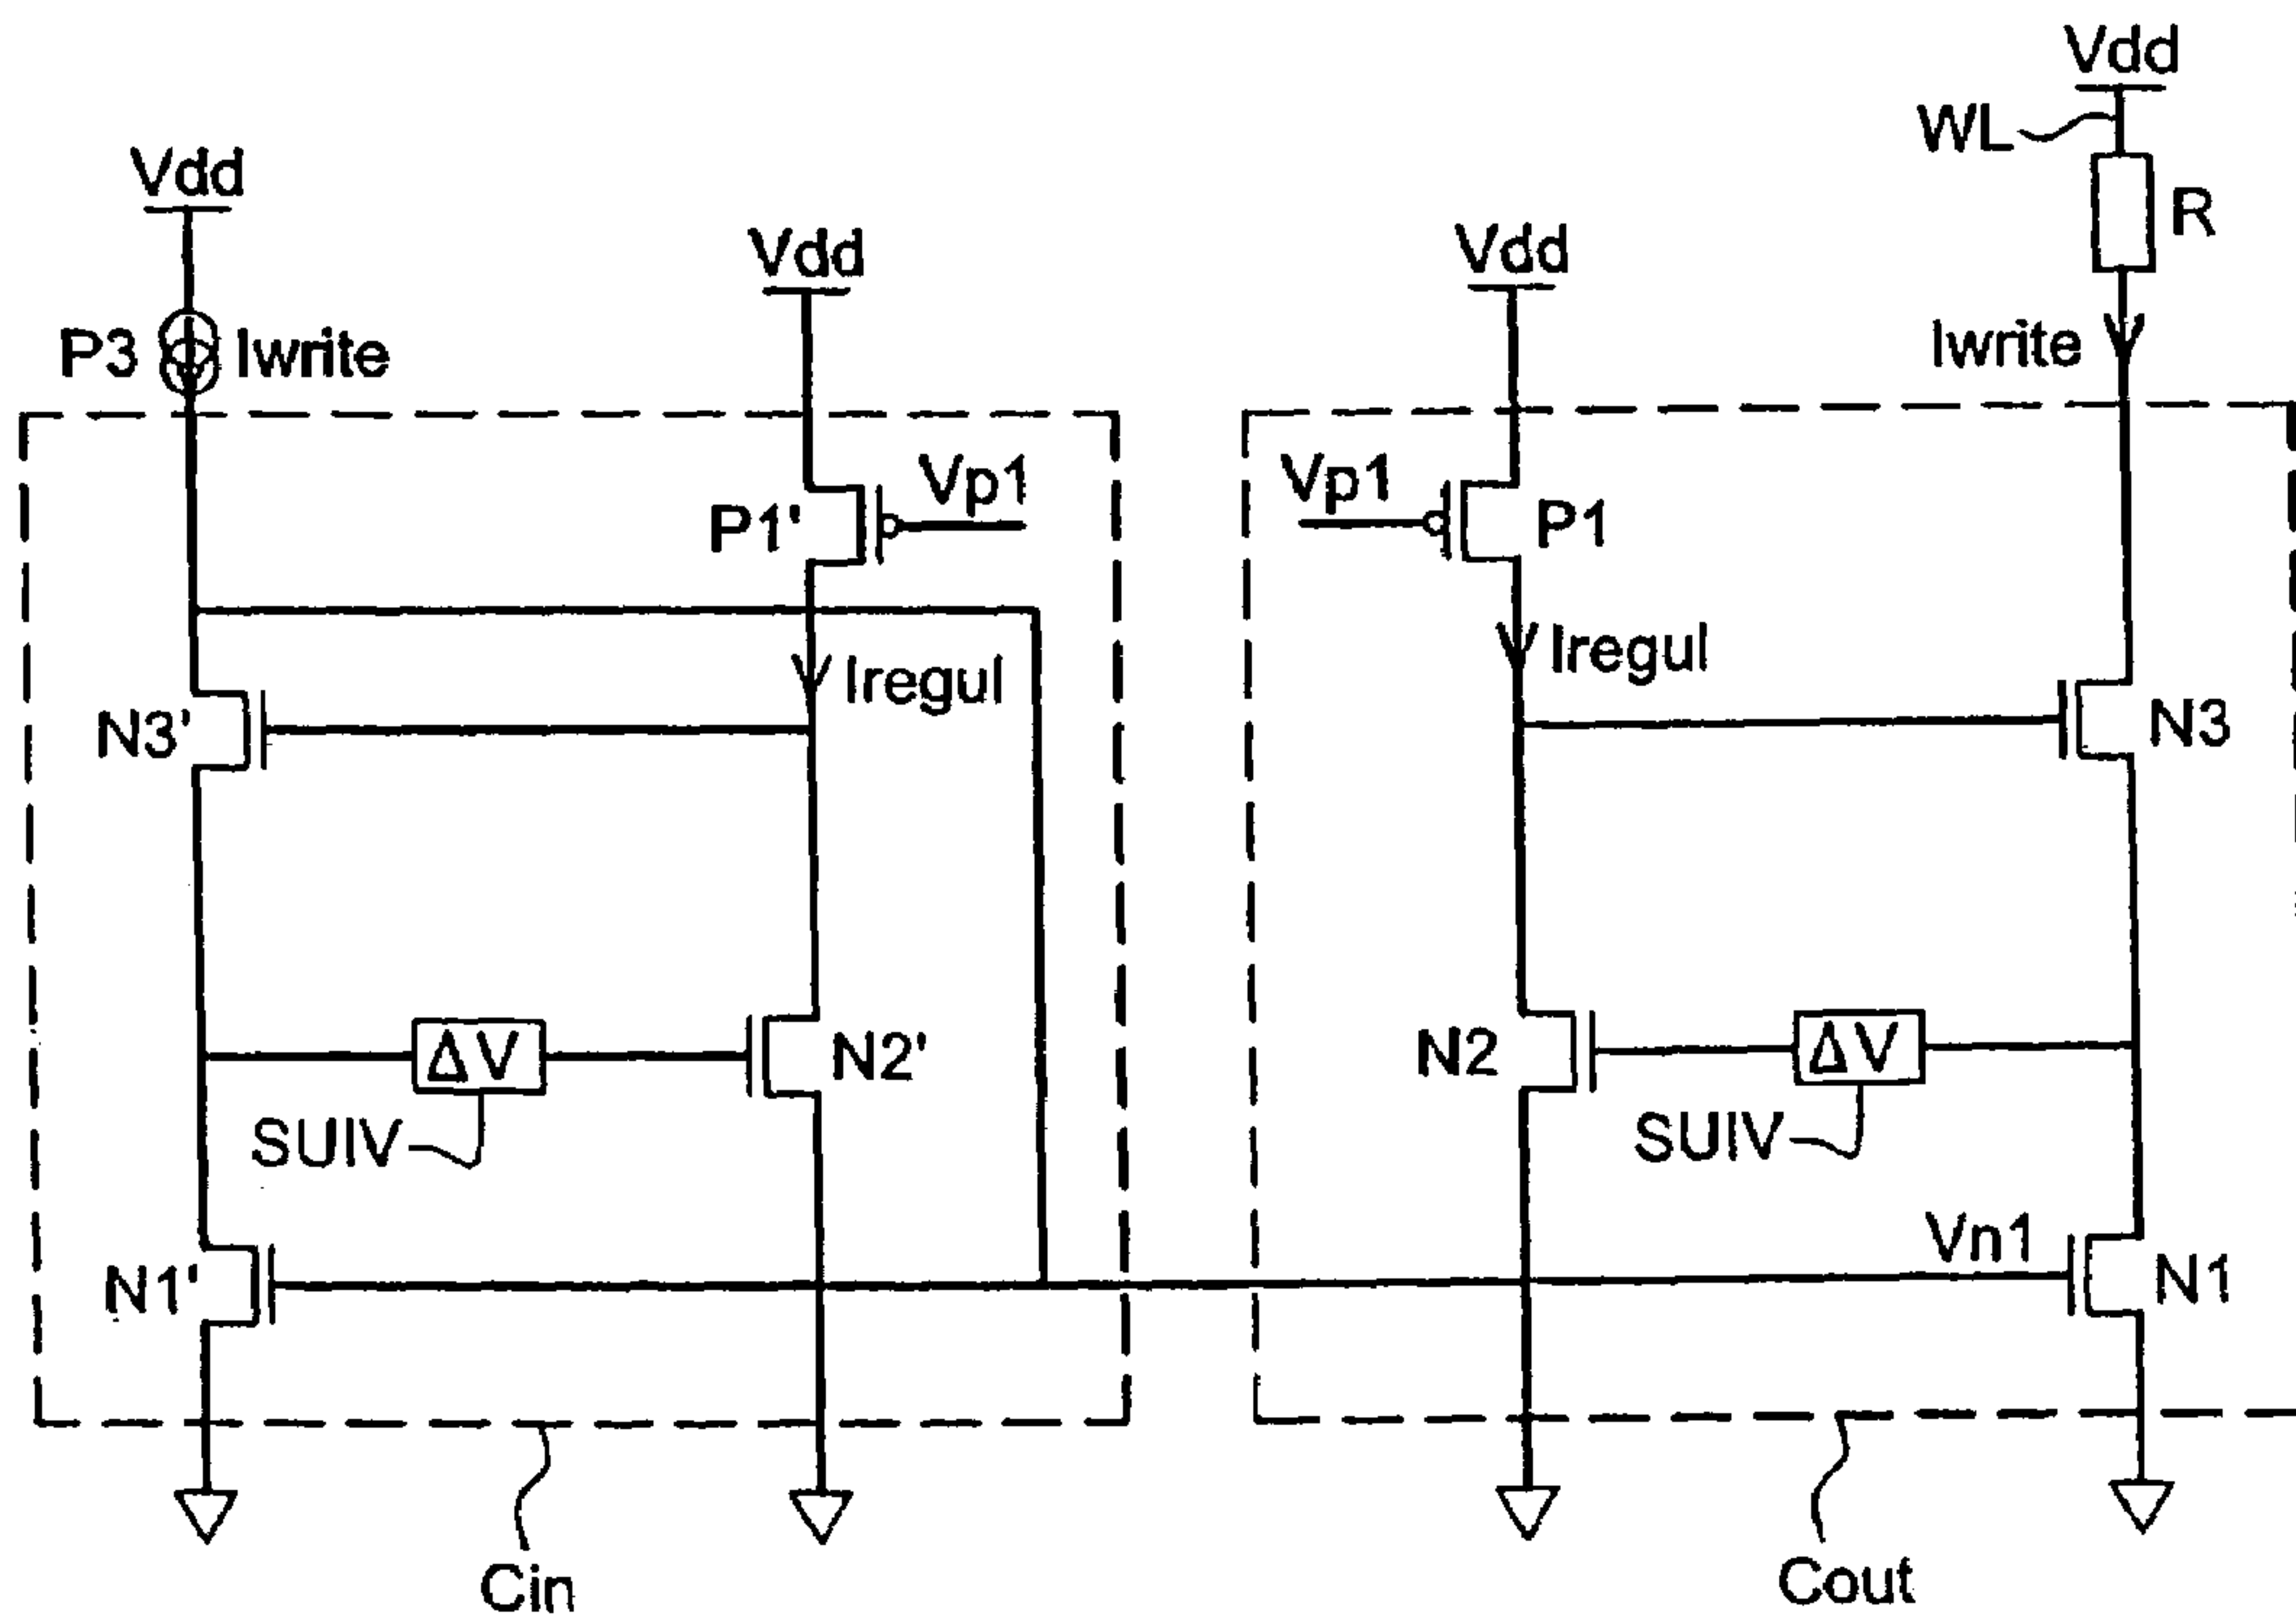 Vdd
WL
R
Vdd
Vdd
Vdd
P3
Iwrite
Iwrite
Vp1
Vp1
P1'
P1
Iregul
Iregul
N3'
N3
ΔV
N2'
N2
ΔV
SUIV
SUIV
Vn1
N1'
N1
Cin
Cout